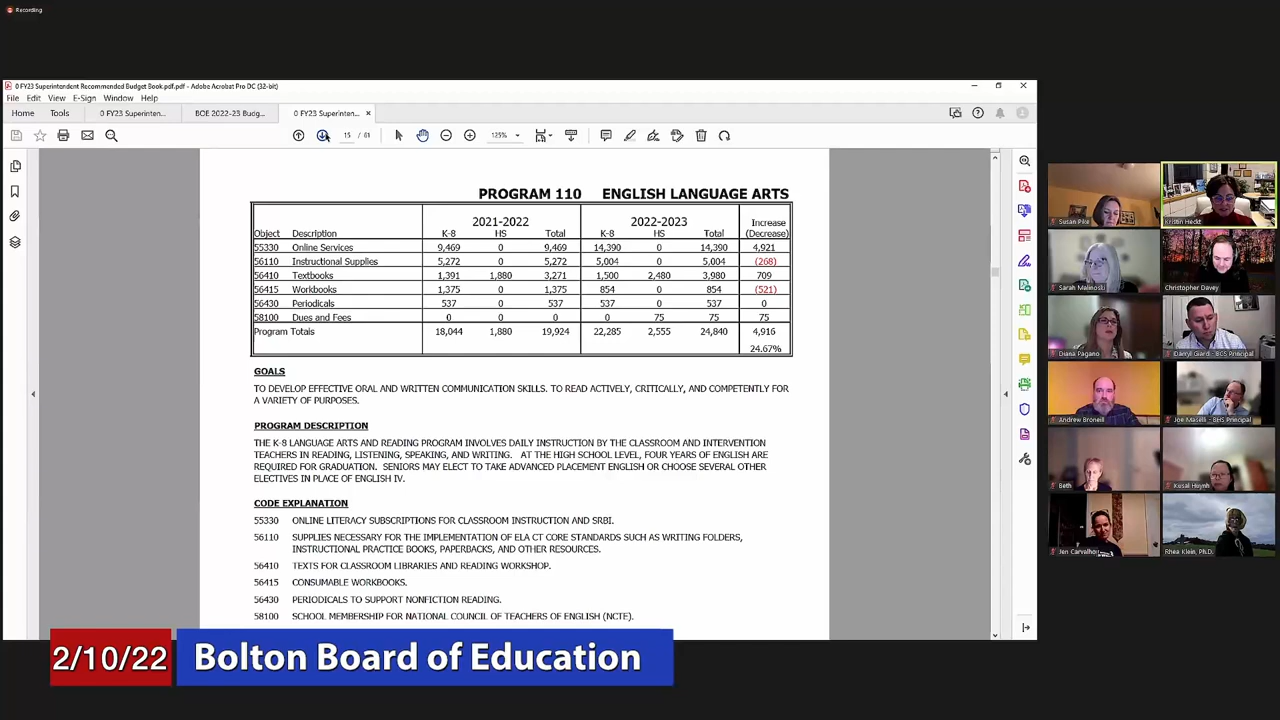 Recording
0 FY23 Superintendent Recommended Budget Book.pdf.pdf - Adobe Acrobat Pro DC (32-bit)
File Edit View E-Sign Window Help
Home Tools 0 FY23 Superinten... BOE 2022-23 Budg... 0 FY23 Superinten... ×
15 / 81 125%
PROGRAM 110 ENGLISH LANGUAGE ARTS
2021-2022 2022-2023 Increase
Object Description K-8 HS Total K-8 HS Total (Decrease)
55330 Online Services 9,469 0 9,469 14,390 0 14,390 4,921
56110 Instructional Supplies 5,272 0 5,272 5,004 0 5,004 (268)
56410 Textbooks 1,391 1,880 3,271 1,500 2,480 3,980 709
56415 Workbooks 1,375 0 1,375 854 0 854 (521)
56430 Periodicals 537 0 537 537 0 537 0
58100 Dues and Fees 0 0 0 0 75 75 75
Program Totals 18,044 1,880 19,924 22,285 2,555 24,840 4,916
24.67%
GOALS
TO DEVELOP EFFECTIVE ORAL AND WRITTEN COMMUNICATION SKILLS. TO READ ACTIVELY, CRITICALLY, AND COMPETENTLY FOR
A VARIETY OF PURPOSES.
PROGRAM DESCRIPTION
THE K-8 LANGUAGE ARTS AND READING PROGRAM INVOLVES DAILY INSTRUCTION BY THE CLASSROOM AND INTERVENTION
TEACHERS IN READING, LISTENING, SPEAKING, AND WRITING. AT THE HIGH SCHOOL LEVEL, FOUR YEARS OF ENGLISH ARE
REQUIRED FOR GRADUATION. SENIORS MAY ELECT TO TAKE ADVANCED PLACEMENT ENGLISH OR CHOOSE SEVERAL OTHER
ELECTIVES IN PLACE OF ENGLISH IV.
CODE EXPLANATION
55330 ONLINE LITERACY SUBSCRIPTIONS FOR CLASSROOM INSTRUCTION AND SRBI.
56110 SUPPLIES NECESSARY FOR THE IMPLEMENTATION OF ELA CT CORE STANDARDS SUCH AS WRITING FOLDERS,
INSTRUCTIONAL PRACTICE BOOKS, PAPERBACKS, AND OTHER RESOURCES.
56410 TEXTS FOR CLASSROOM LIBRARIES AND READING WORKSHOP.
56415 CONSUMABLE WORKBOOKS.
56430 PERIODICALS TO SUPPORT NONFICTION READING.
58100 SCHOOL MEMBERSHIP FOR NATIONAL COUNCIL OF TEACHERS OF ENGLISH (NCTE).
Susan Pike Kristin Heckt
Sarah Malinoski Christopher Davey
Diana Pagano Darryl Giard - BCS Principal
Andrew Broneill Joe Maselli - BHS Principal
Beth Kusal Huynh
Jen Carvalho Rhea Klein, Ph.D.
2/10/22 Bolton Board of Education